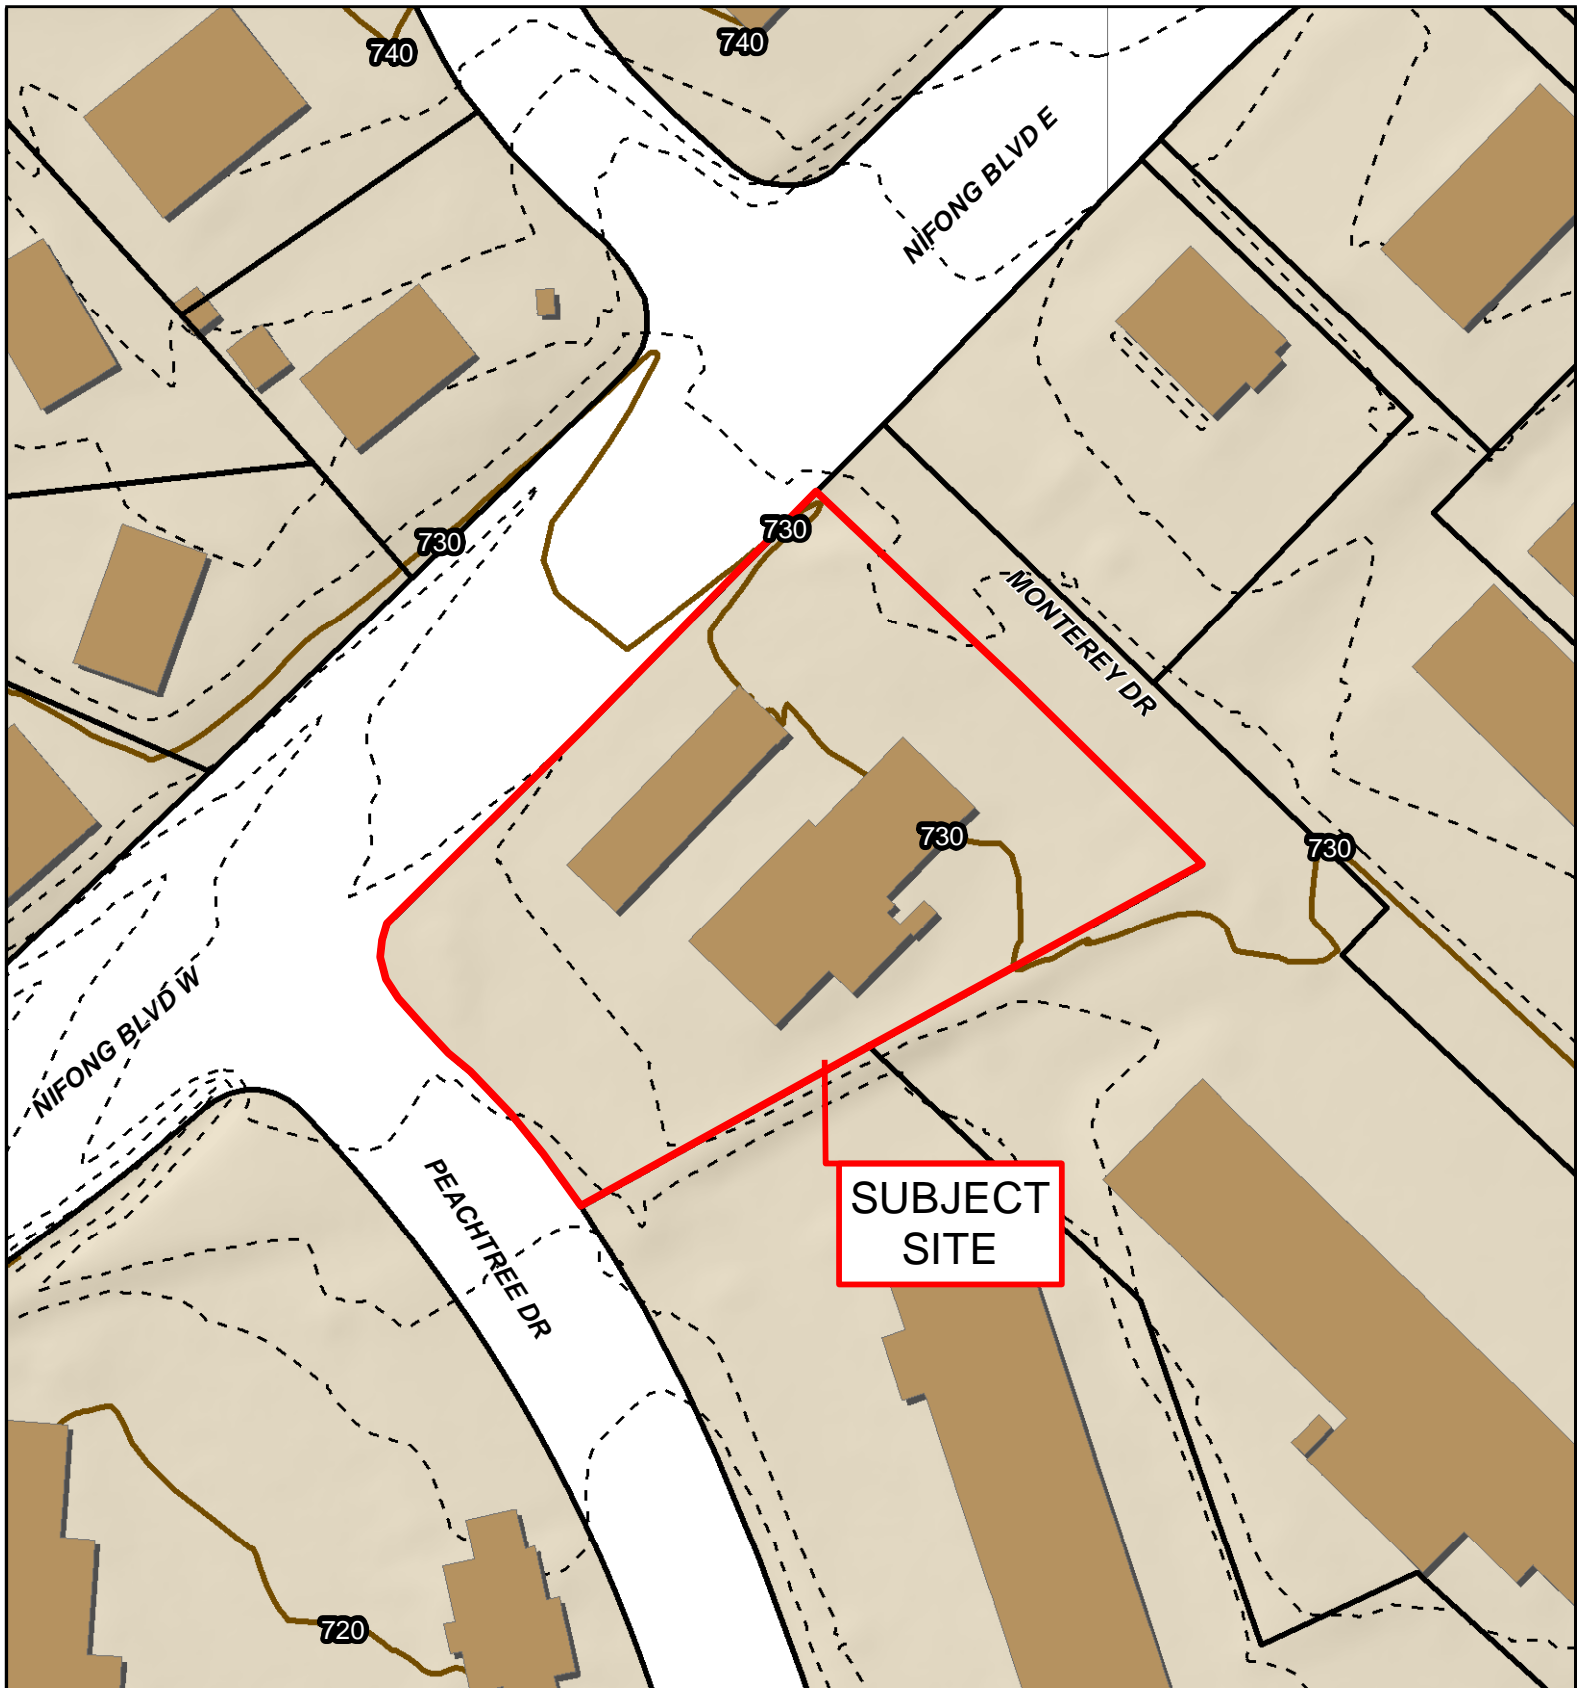 740
740
NIFONG BLVD E
730
730
MONTEREY DR
730
730
NIFONG BLVD W
PEACHTREE DR
SUBJECT
SITE
720